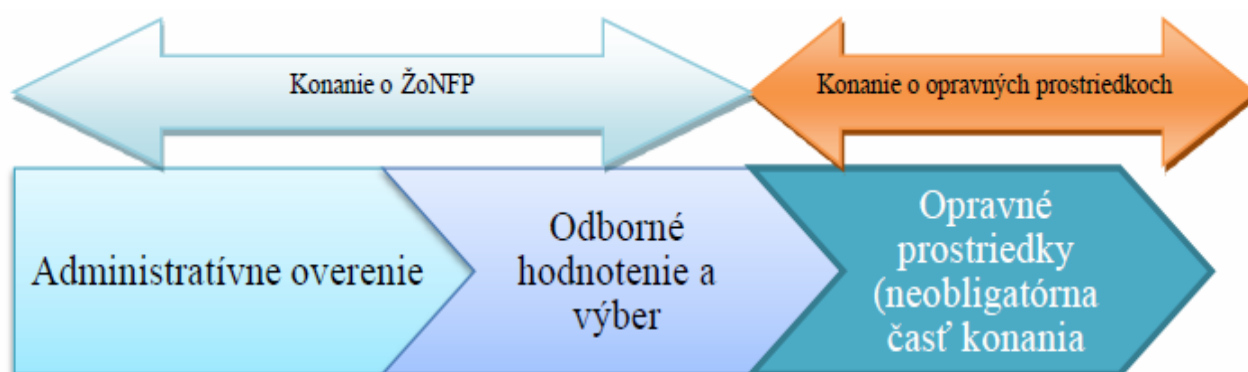 Konanie o ŽoNFP
Konanie o opravných prostriedkoch
Administratívne overenie
Odborné
hodnotenie a
výber
Opravné
prostriedky
(neobligatórna
časť konania